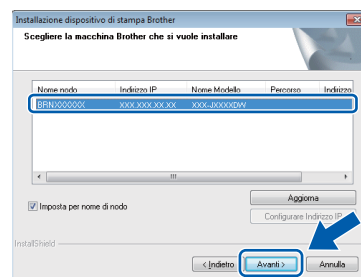 Installazione dispositivo di stampa Brother
Scegliere la macchina Brother che si vuole installare
Nome nodo Indirizzo IP Nome Modello Percorso Indirizzo
BRNXXXXXX XXX.XXX.XX.XX XXX-JXXXXDW
Imposta per nome di nodo
Aggiorna
Configurare Indirizzo IP
InstallShield
< Indietro Avanti > Annulla